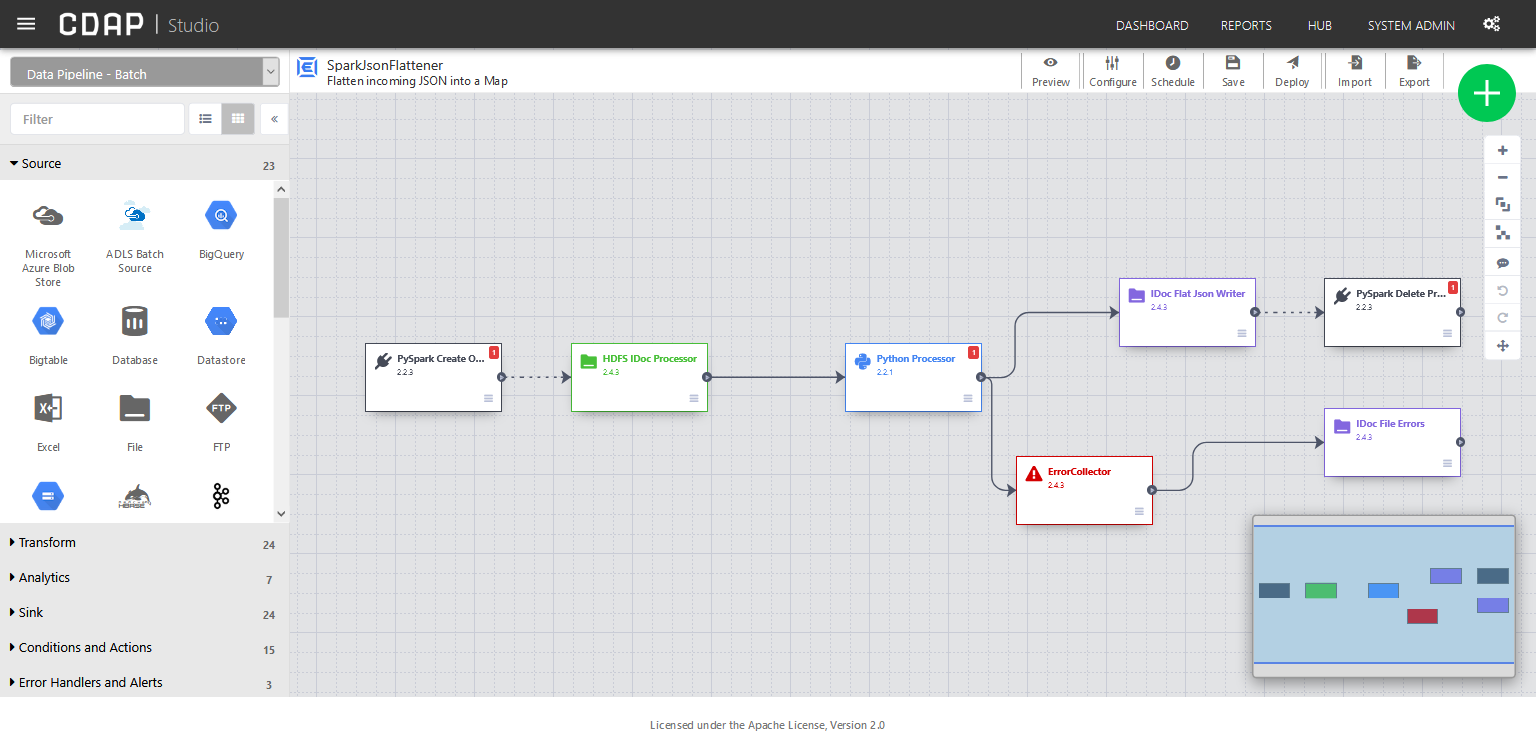 CDAP | Studio
DASHBOARD
REPORTS
HUB
SYSTEM ADMIN
Data Pipeline - Batch
SparkJsonFlattener
Flatten incoming JSON into a Map
Preview
Configure
Schedule
Save
Deploy
Import
Export
Filter
Source
23
Microsoft
Azure Blob
Store
ADLS Batch
Source
BigQuery
Bigtable
Database
Datastore
Excel
File
FTP
FTP
Transform
24
Analytics
7
Sink
24
Conditions and Actions
15
Error Handlers and Alerts
3
PySpark Create O...
1
2.2.3
HDFS IDoc Processor
2.4.3
Python Processor
1
2.2.1
IDoc Flat Json Writer
2.4.3
PySpark Delete Pr...
1
2.2.3
ErrorCollector
2.4.3
IDoc File Errors
2.4.3
Licensed under the Apache License, Version 2.0